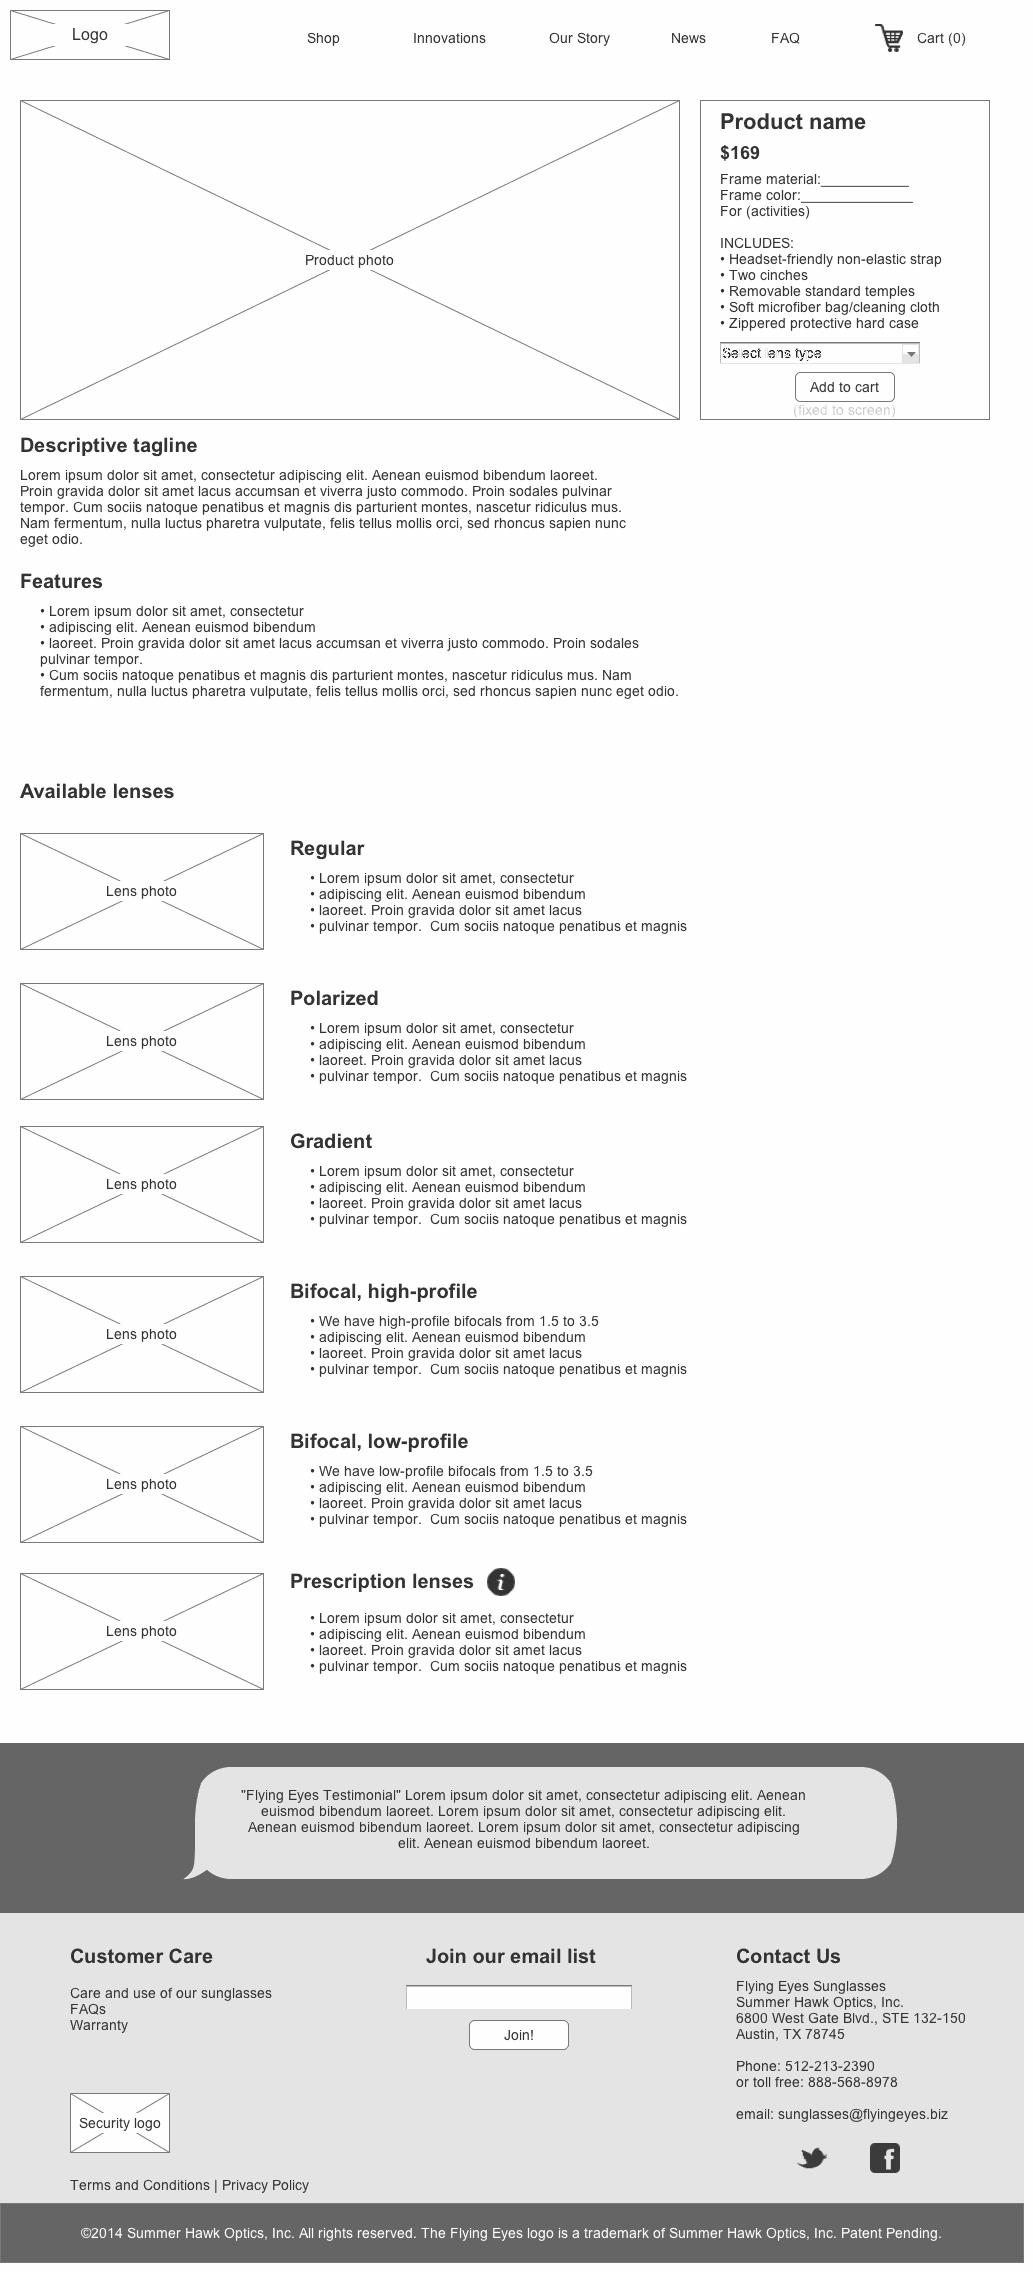 Logo
Shop
Innovations
Our Story
News
FAQ
Cart (0)
Product photo
Product name
$169
Frame material:___________
Frame color:______________
For (activities)
INCLUDES:
• Headset-friendly non-elastic strap
• Two cinches
• Removable standard temples
• Soft microfiber bag/cleaning cloth
• Zippered protective hard case
Select lens type
Add to cart
(fixed to screen)
Descriptive tagline
Lorem ipsum dolor sit amet, consectetur adipiscing elit. Aenean euismod bibendum laoreet.
Proin gravida dolor sit amet lacus accumsan et viverra justo commodo. Proin sodales pulvinar
tempor. Cum sociis natoque penatibus et magnis dis parturient montes, nascetur ridiculus mus.
Nam fermentum, nulla luctus pharetra vulputate, felis tellus mollis orci, sed rhoncus sapien nunc
eget odio.
Features
• Lorem ipsum dolor sit amet, consectetur
• adipiscing elit. Aenean euismod bibendum
• laoreet. Proin gravida dolor sit amet lacus accumsan et viverra justo commodo. Proin sodales
pulvinar tempor.
• Cum sociis natoque penatibus et magnis dis parturient montes, nascetur ridiculus mus. Nam
fermentum, nulla luctus pharetra vulputate, felis tellus mollis orci, sed rhoncus sapien nunc eget odio.
Available lenses
Lens photo
Regular
• Lorem ipsum dolor sit amet, consectetur
• adipiscing elit. Aenean euismod bibendum
• laoreet. Proin gravida dolor sit amet lacus
• pulvinar tempor.  Cum sociis natoque penatibus et magnis
Lens photo
Polarized
• Lorem ipsum dolor sit amet, consectetur
• adipiscing elit. Aenean euismod bibendum
• laoreet. Proin gravida dolor sit amet lacus
• pulvinar tempor.  Cum sociis natoque penatibus et magnis
Lens photo
Gradient
• Lorem ipsum dolor sit amet, consectetur
• adipiscing elit. Aenean euismod bibendum
• laoreet. Proin gravida dolor sit amet lacus
• pulvinar tempor.  Cum sociis natoque penatibus et magnis
Lens photo
Bifocal, high-profile
• We have high-profile bifocals from 1.5 to 3.5
• adipiscing elit. Aenean euismod bibendum
• laoreet. Proin gravida dolor sit amet lacus
• pulvinar tempor.  Cum sociis natoque penatibus et magnis
Lens photo
Bifocal, low-profile
• We have low-profile bifocals from 1.5 to 3.5
• adipiscing elit. Aenean euismod bibendum
• laoreet. Proin gravida dolor sit amet lacus
• pulvinar tempor.  Cum sociis natoque penatibus et magnis
Lens photo
Prescription lenses
i
• Lorem ipsum dolor sit amet, consectetur
• adipiscing elit. Aenean euismod bibendum
• laoreet. Proin gravida dolor sit amet lacus
• pulvinar tempor.  Cum sociis natoque penatibus et magnis
"Flying Eyes Testimonial" Lorem ipsum dolor sit amet, consectetur adipiscing elit. Aenean
euismod bibendum laoreet. Lorem ipsum dolor sit amet, consectetur adipiscing elit.
Aenean euismod bibendum laoreet. Lorem ipsum dolor sit amet, consectetur adipiscing
elit. Aenean euismod bibendum laoreet.
Customer Care
Care and use of our sunglasses
FAQs
Warranty
Security logo
Terms and Conditions | Privacy Policy
Join our email list
Join!
Contact Us
Flying Eyes Sunglasses
Summer Hawk Optics, Inc.
6800 West Gate Blvd., STE 132-150
Austin, TX 78745
Phone: 512-213-2390
or toll free: 888-568-8978
email: sunglasses@flyingeyes.biz
f
©2014 Summer Hawk Optics, Inc. All rights reserved. The Flying Eyes logo is a trademark of Summer Hawk Optics, Inc. Patent Pending.